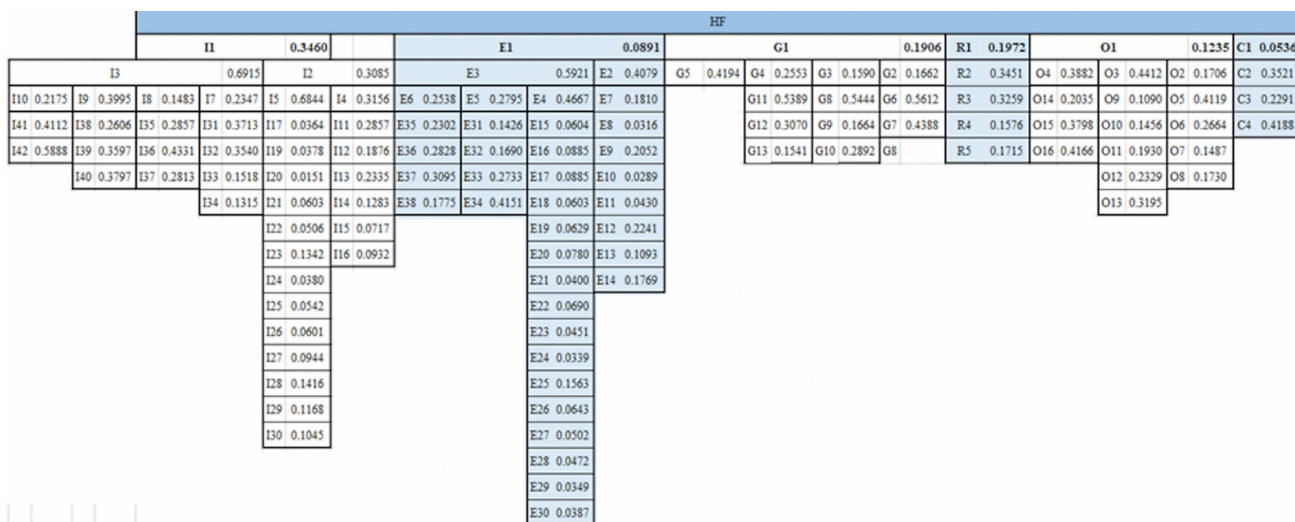 HF
I1 0.3460 E1 0.0891 G1 0.1906 R1 0.1972 O1 0.1235 C1 0.0536
I3 0.6915 I2 0.3085 E3 0.5921 E2 0.4079 G5 0.4194 G4 0.2553 G3 0.1590 G2 0.1662 R2 0.3451 O4 0.3882 O3 0.4412 O2 0.1706 C2 0.3521
I10 0.2175 I9 0.3995 I8 0.1483 I7 0.2347 I5 0.6844 I4 0.3156 E6 0.2538 E5 0.2795 E4 0.4667 E7 0.1810 G11 0.5389 G8 0.5444 G6 0.5612 R3 0.3259 O14 0.2035 O9 0.1090 O5 0.4119 C3 0.2291
I41 0.4112 I38 0.2606 I35 0.2857 I31 0.3713 I17 0.0364 I11 0.2857 E35 0.2302 E31 0.1426 E15 0.0604 E8 0.0316 G12 0.3070 G9 0.1664 G7 0.4388 R4 0.1576 O15 0.3798 O10 0.1456 O6 0.2664 C4 0.4188
I42 0.5888 I39 0.3597 I36 0.4331 I32 0.3540 I19 0.0378 I12 0.1876 E36 0.2828 E32 0.1690 E16 0.0885 E9 0.2052 G13 0.1541 G10 0.2892 G8 R5 0.1715 O16 0.4166 O11 0.1930 O7 0.1487
I40 0.3797 I37 0.2813 I33 0.1518 I20 0.0151 I13 0.2335 E37 0.3095 E33 0.2733 E17 0.0885 E10 0.0289 O12 0.2329 O8 0.1730
I34 0.1315 I21 0.0603 I14 0.1283 E38 0.1775 E34 0.4151 E18 0.0603 E11 0.0430 O13 0.3195
I22 0.0506 I15 0.0717 E19 0.0629 E12 0.2241
I23 0.1342 I16 0.0932 E20 0.0780 E13 0.1093
I24 0.0380 E21 0.0400 E14 0.1769
I25 0.0542 E22 0.0690
I26 0.0601 E23 0.0451
I27 0.0944 E24 0.0339
I28 0.1416 E25 0.1563
I29 0.1168 E26 0.0643
I30 0.1045 E27 0.0502
E28 0.0472
E29 0.0349
E30 0.0387